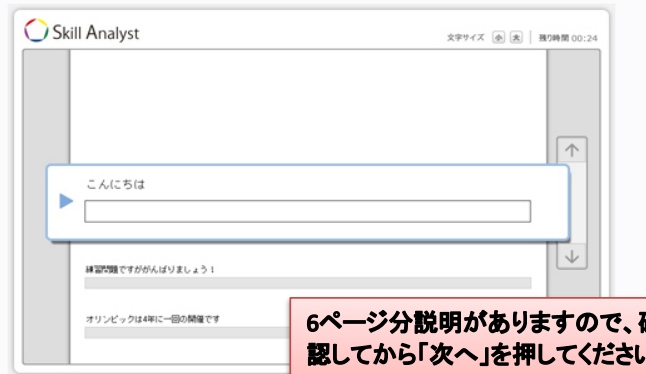 Skill Analyst
文字サイズ 小 大 残り時間 00:24
こんにちは
練習問題ですががんばりましょう！
オリンピックは4年に一回の開催です
6ページ分説明がありますので、確
認してから「次へ」を押してください